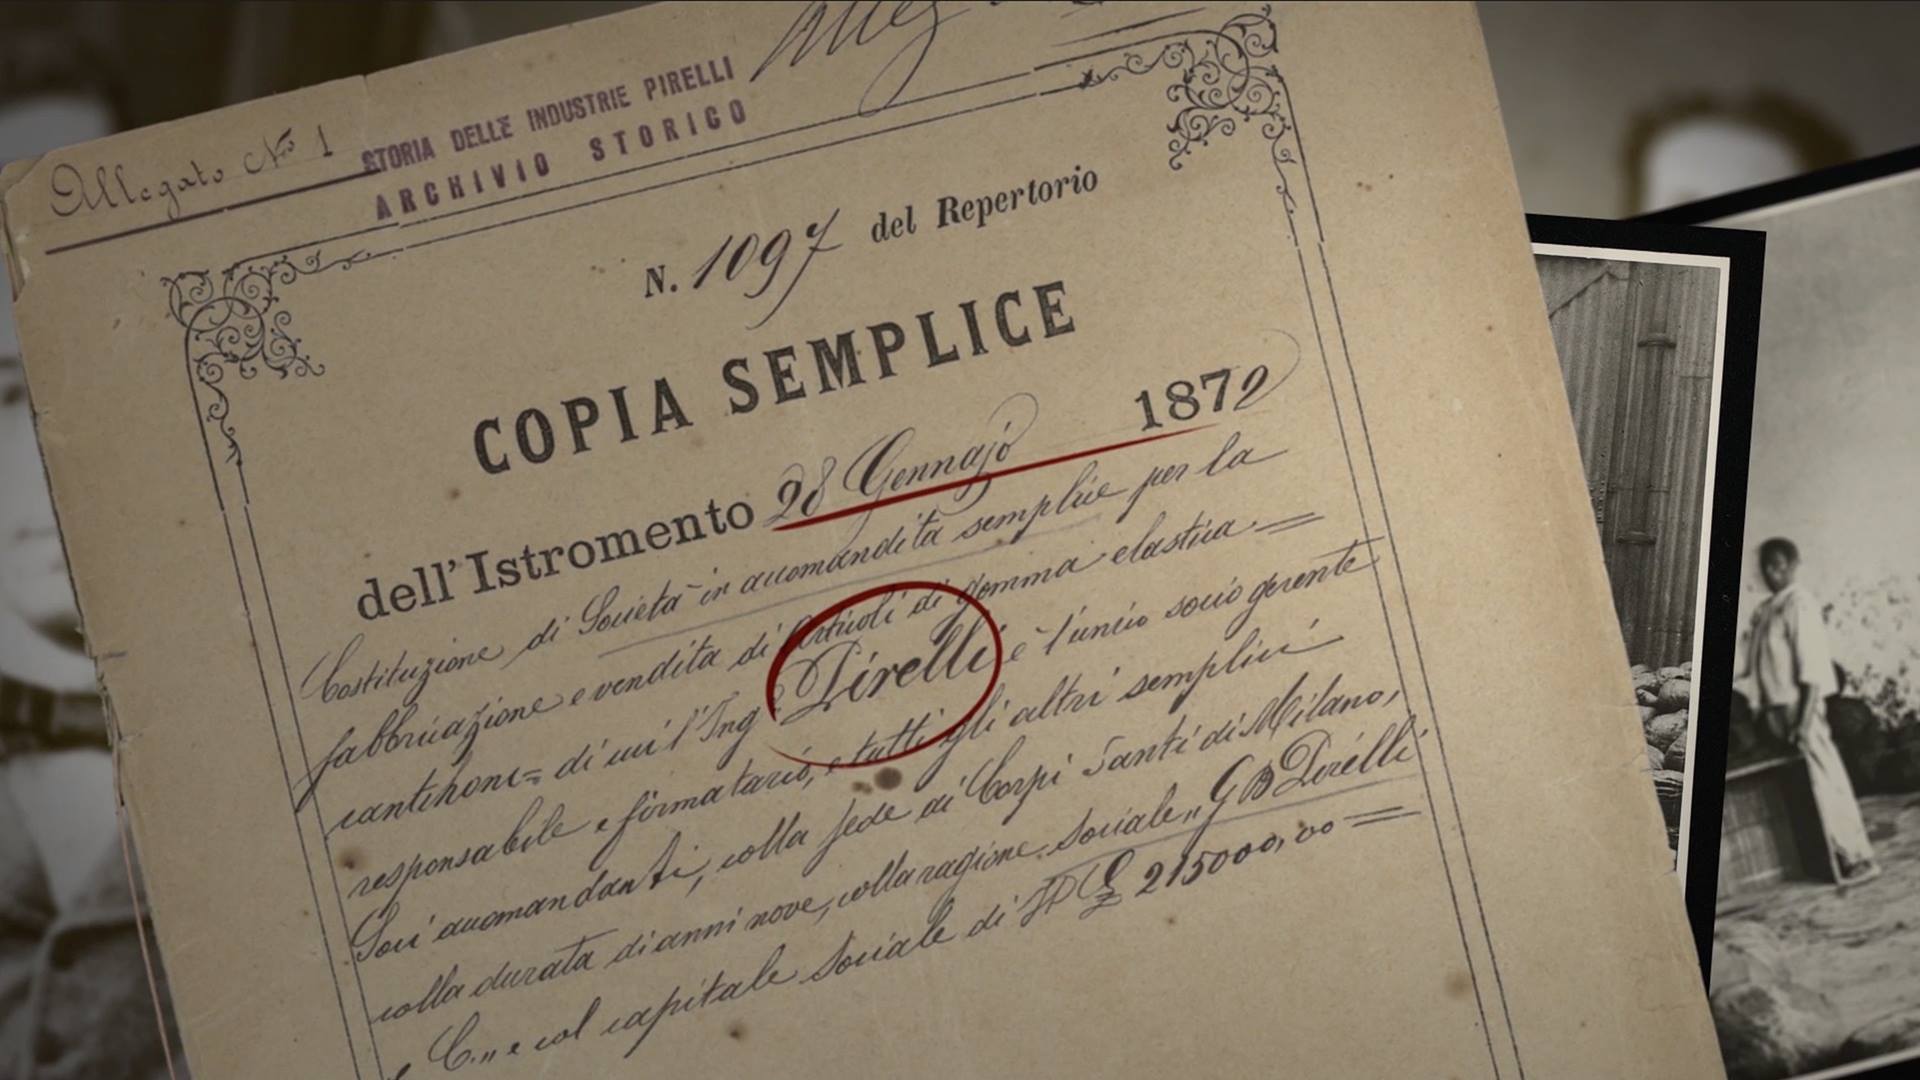 Allegato N° 1
STORIA DELLE INDUSTRIE PIRELLI
ARCHIVIO STORICO
N. 1097 del Repertorio
COPIA SEMPLICE
dell'Istromento 28 Gennajo 1872
Costituzione di Società in accomandita semplice per la
fabbricazione e vendita di articoli di gomma elastica
cantchouc = di cui l'Ing.e Pirelli è l'unico socio gerente
responsabile e firmatario, e tutti gli altri semplici
Soci accomandanti, colla sede ai Corpi Santi di Milano,
colla durata di anni nove, colla ragione sociale „ G B Pirelli
e C.„ e col capitale sociale di 215000,00